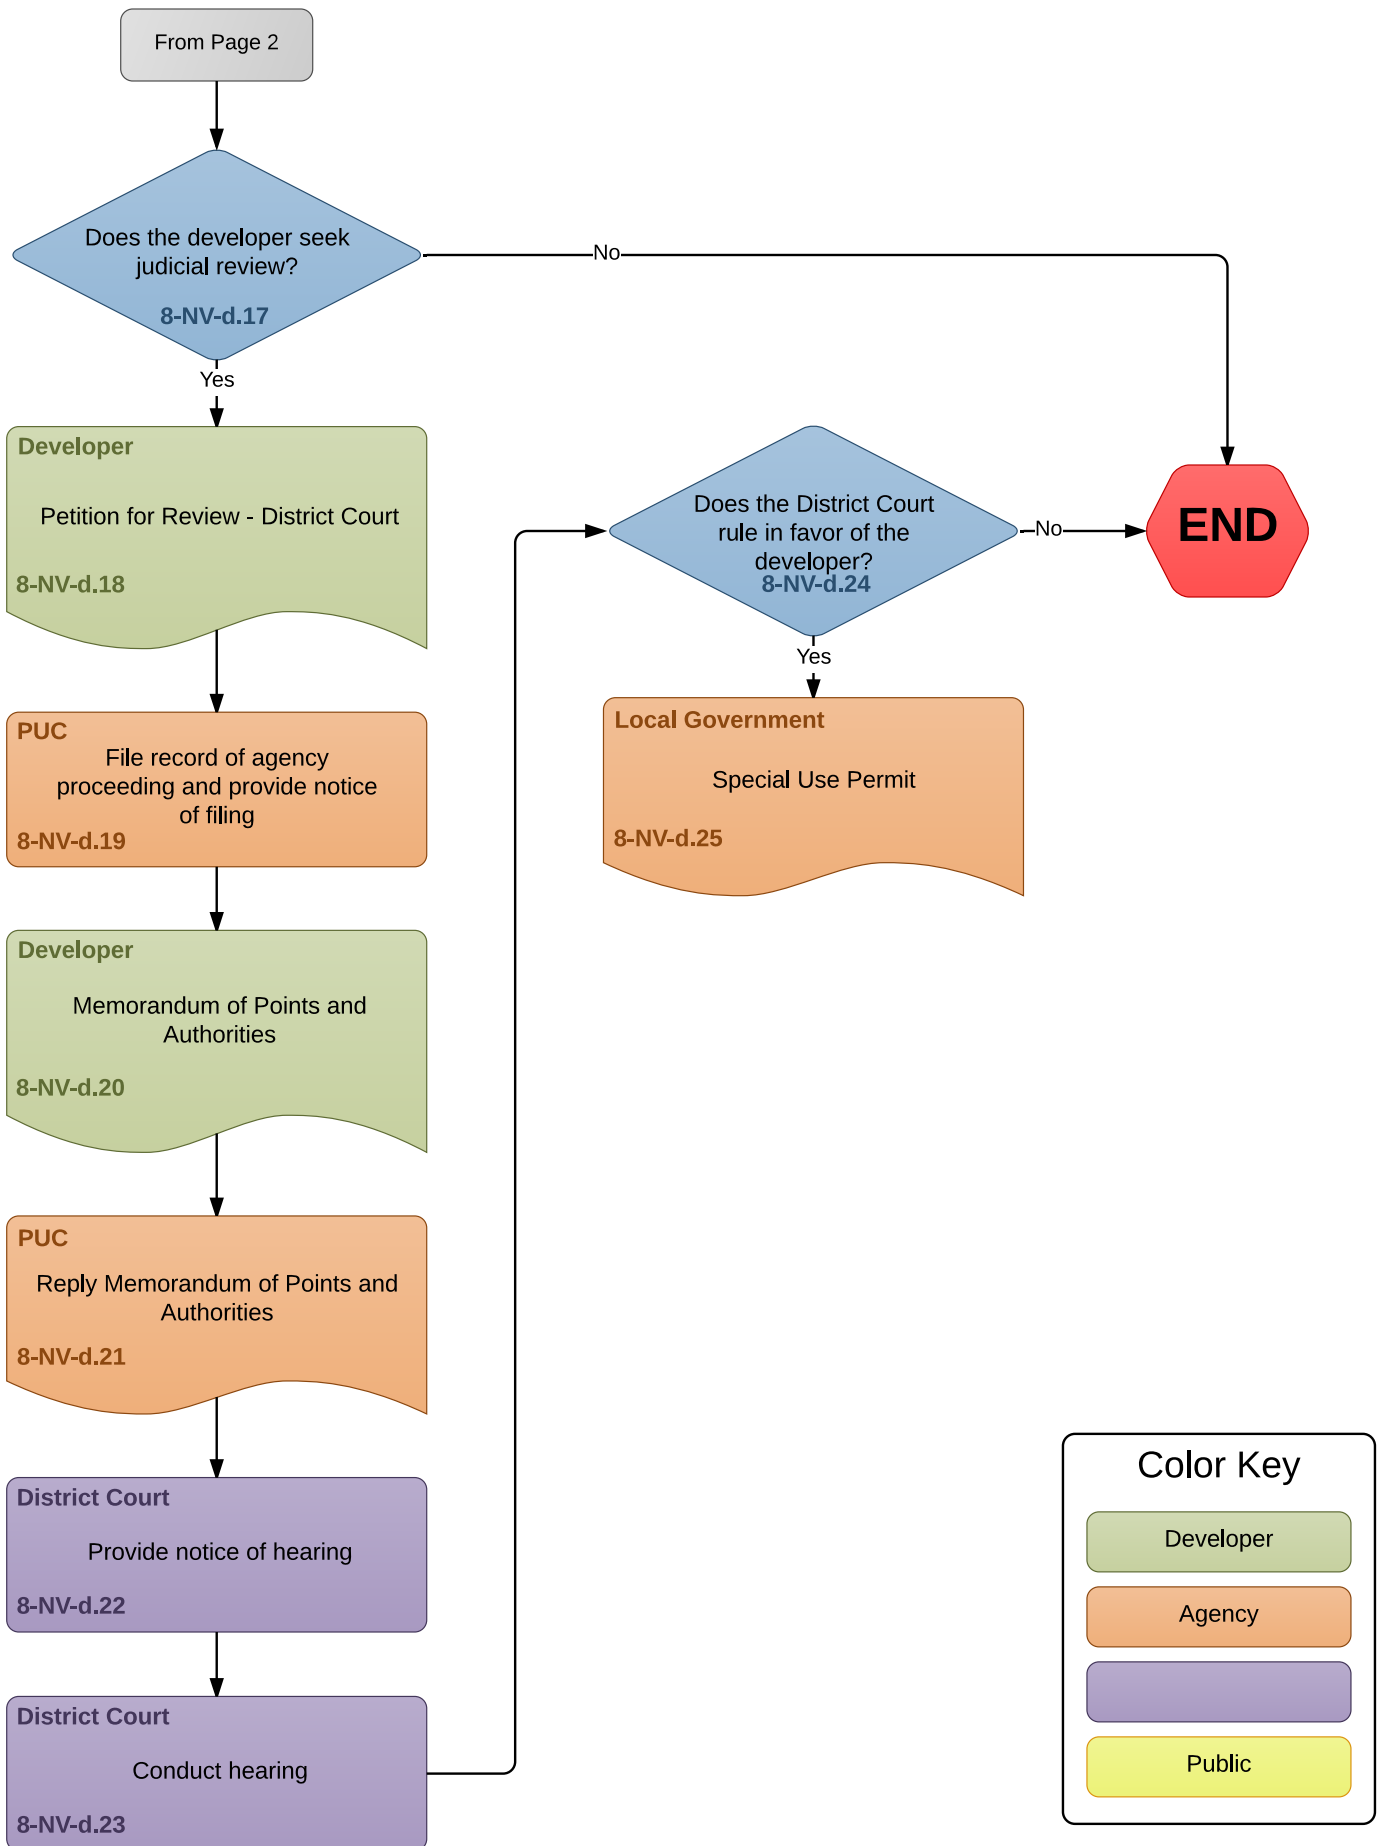 From Page 2
Does the developer seek
judicial review?
8-NV-d.17
No
Yes
Developer
Petition for Review - District Court
8-NV-d.18
PUC
File record of agency
proceeding and provide notice
of filing
8-NV-d.19
Developer
Memorandum of Points and
Authorities
8-NV-d.20
PUC
Reply Memorandum of Points and
Authorities
8-NV-d.21
District Court
Provide notice of hearing
8-NV-d.22
District Court
Conduct hearing
8-NV-d.23
Does the District Court
rule in favor of the
developer?
8-NV-d.24
No
END
Yes
Local Government
Special Use Permit
8-NV-d.25
Color Key
Developer
Agency
Public